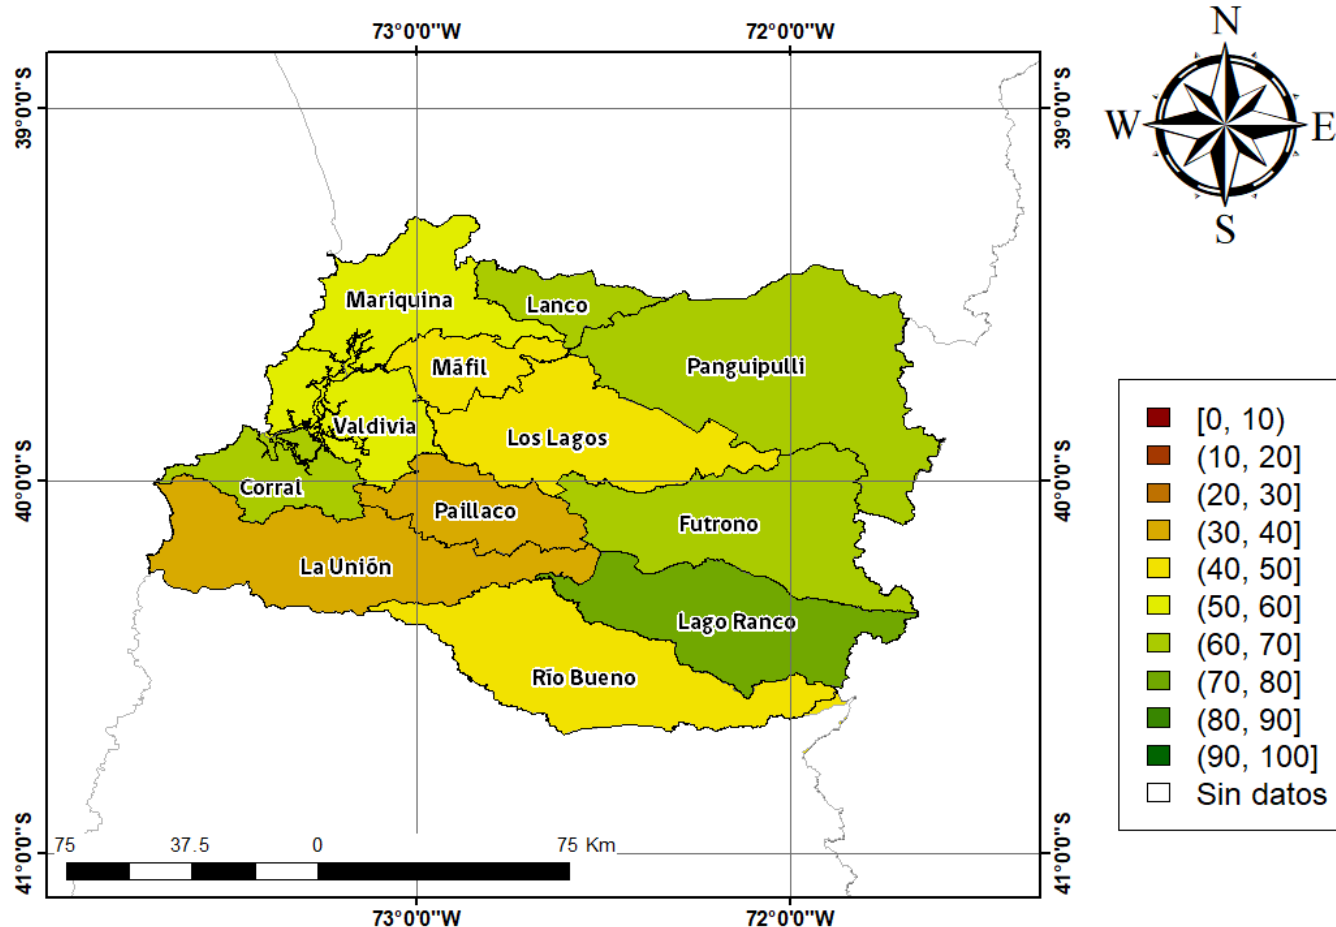 73°0'0"W 72°0'0"W
N
W E
S
39°0'0"S 39°0'0"S
Mariquina
Lanco
Máfil
Panguipulli
Valdivia
Los Lagos
40°0'0"S 40°0'0"S
Corral
Paillaco
Futrono
La Unión
Lago Ranco
Río Bueno
[0, 10)
(10, 20]
(20, 30]
(30, 40]
(40, 50]
(50, 60]
(60, 70]
(70, 80]
(80, 90]
(90, 100]
Sin datos
75 37.5 0 75 Km
41°0'0"S 41°0'0"S
73°0'0"W 72°0'0"W